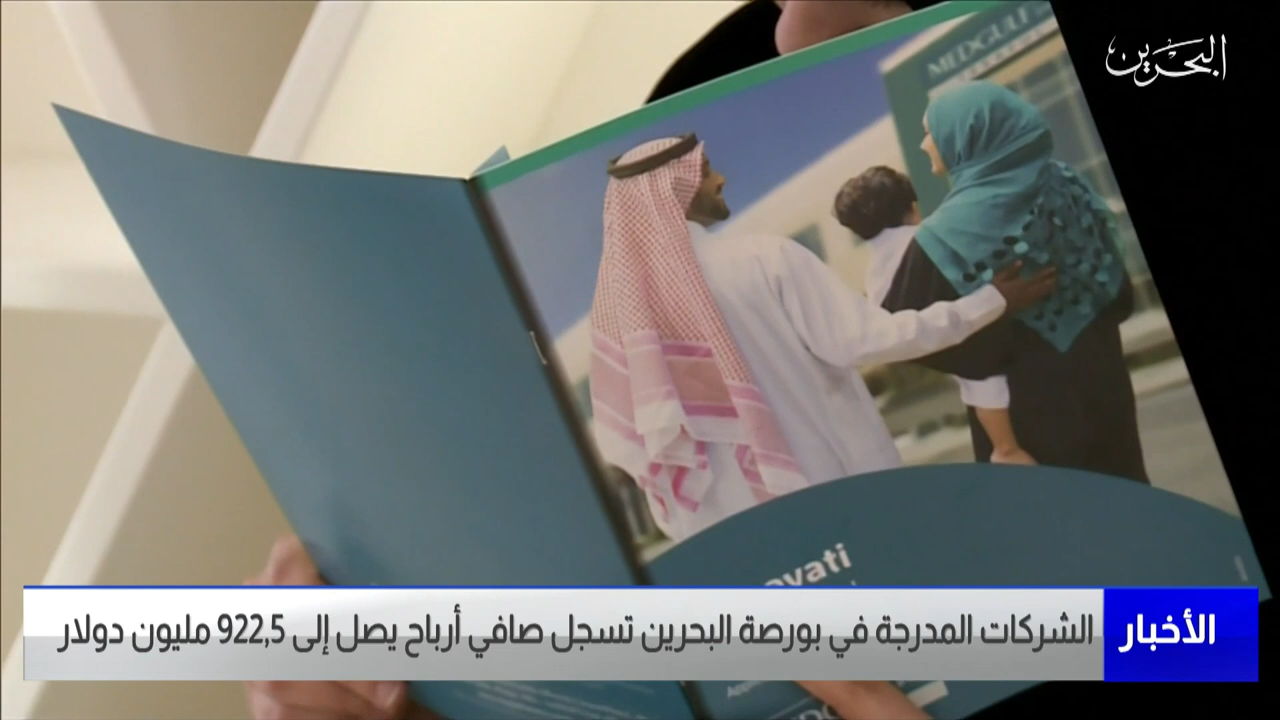 البحرين
MEDGULF
الأخبار
الشركات المدرجة في بورصة البحرين تسجل صافي أرباح يصل إلى 922,5 مليون دولار